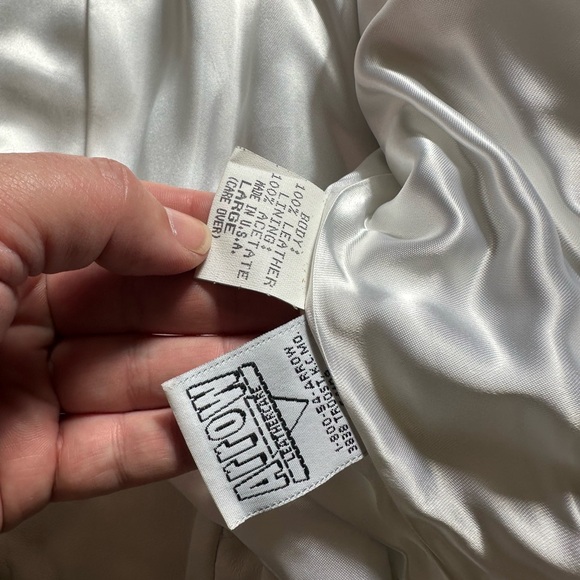 BODY:
100% LEATHER
LINING:
100% ACETATE
MADE IN U.S.A.
LARGE
(CARE OVER)
Arrow
LEATHERCARE
1-800-54-ARROW
3838 TROOST K.C. MO.